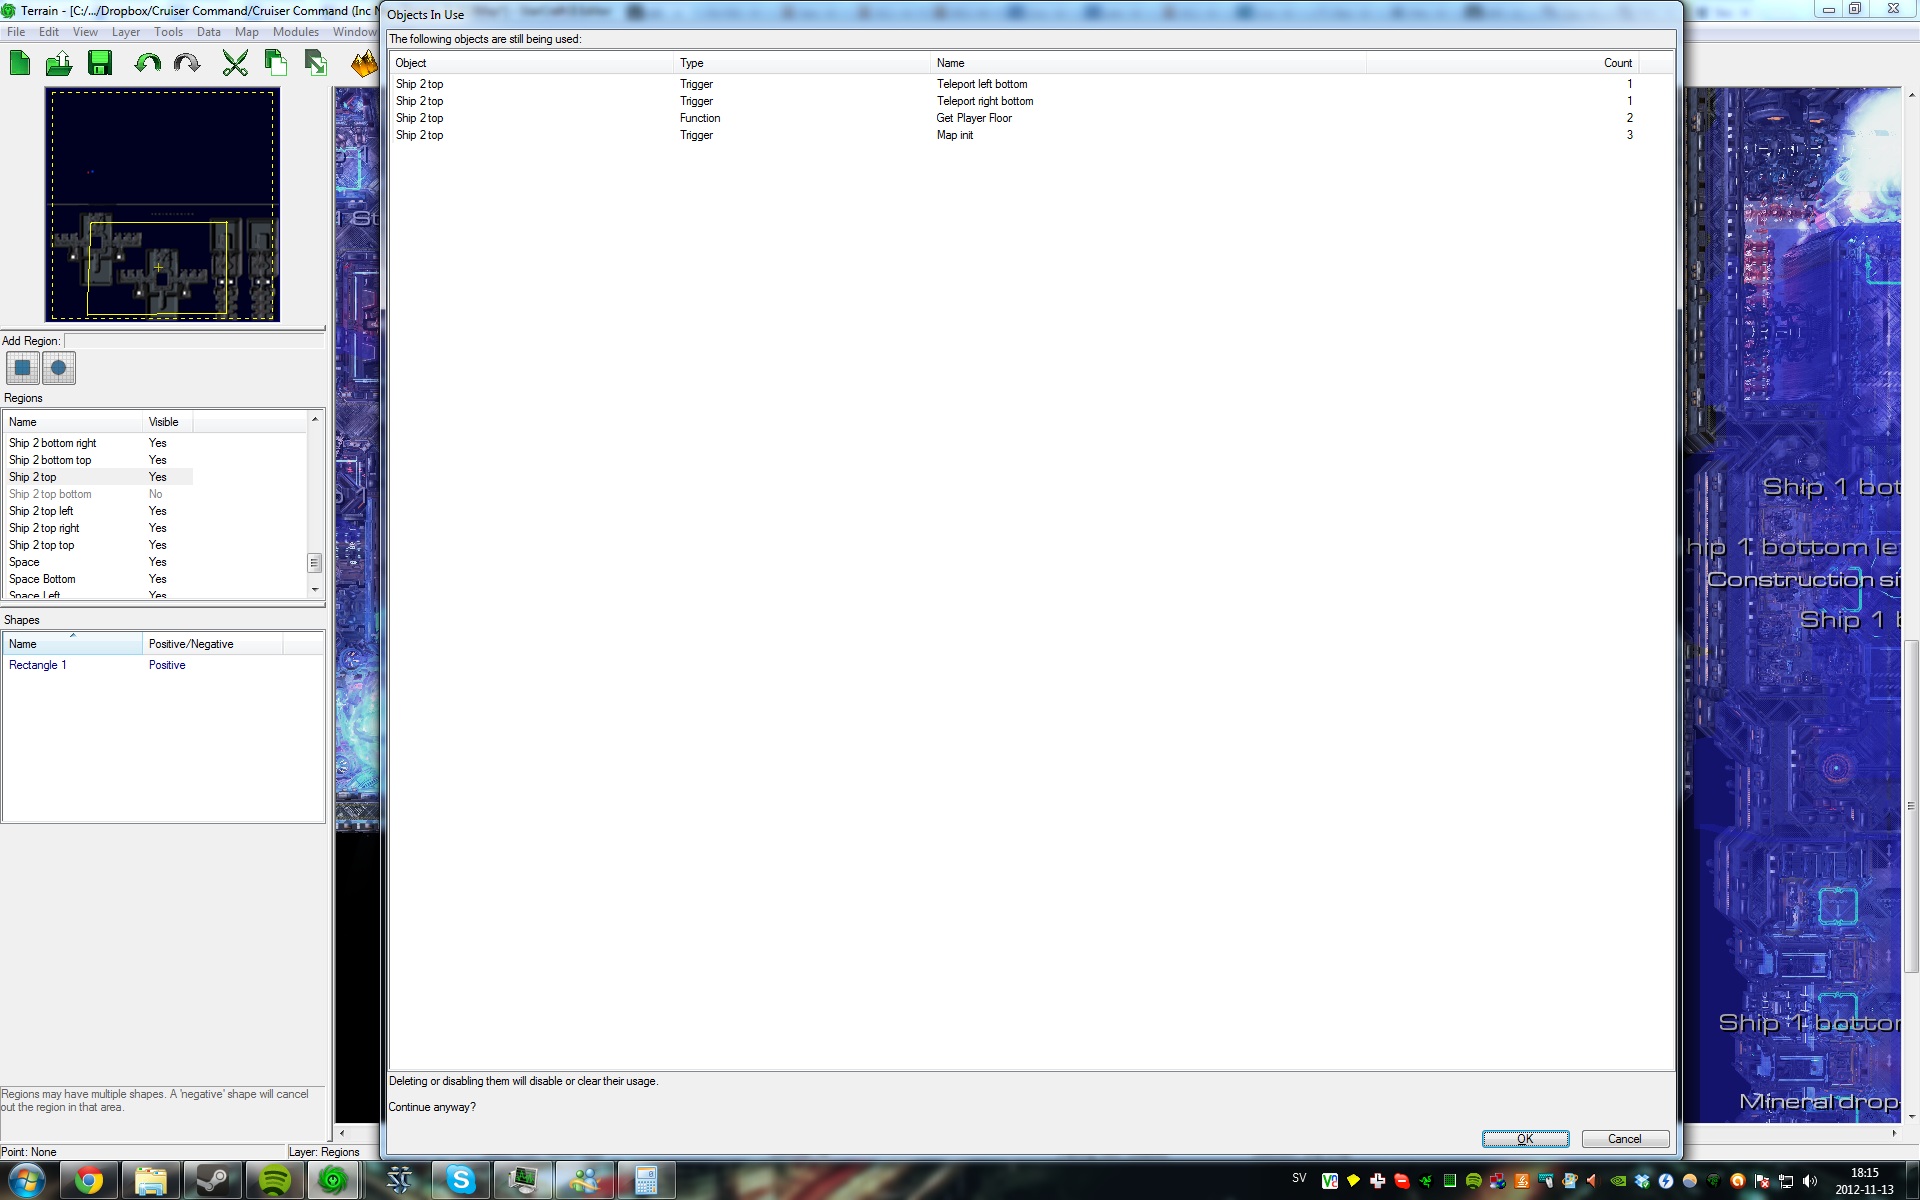 Terrain - [C:/.../Dropbox/Cruiser Command/Cruiser Command (Inc
File Edit View Layer Tools Data Map Modules Window
Add Region:
Regions
Name Visible
Ship 2 bottom right Yes
Ship 2 bottom top Yes
Ship 2 top Yes
Ship 2 top bottom No
Ship 2 top left Yes
Ship 2 top right Yes
Ship 2 top top Yes
Space Yes
Space Bottom Yes
Space Left Yes
Shapes
Name Positive/Negative
Rectangle 1 Positive
Regions may have multiple shapes. A 'negative' shape will cancel
out the region in that area.
Point: None Layer: Regions
Objects In Use
The following objects are still being used:
Object Type Name Count
Ship 2 top Trigger Teleport left bottom 1
Ship 2 top Trigger Teleport right bottom 1
Ship 2 top Function Get Player Floor 2
Ship 2 top Trigger Map init 3
Deleting or disabling them will disable or clear their usage.
Continue anyway?
OK Cancel
1 St
Ship 1 bot
hip 1 bottom le
Construction si
Ship 1 b
Ship 1 bottor
Mineral drop-
SV
18:15
2012-11-13